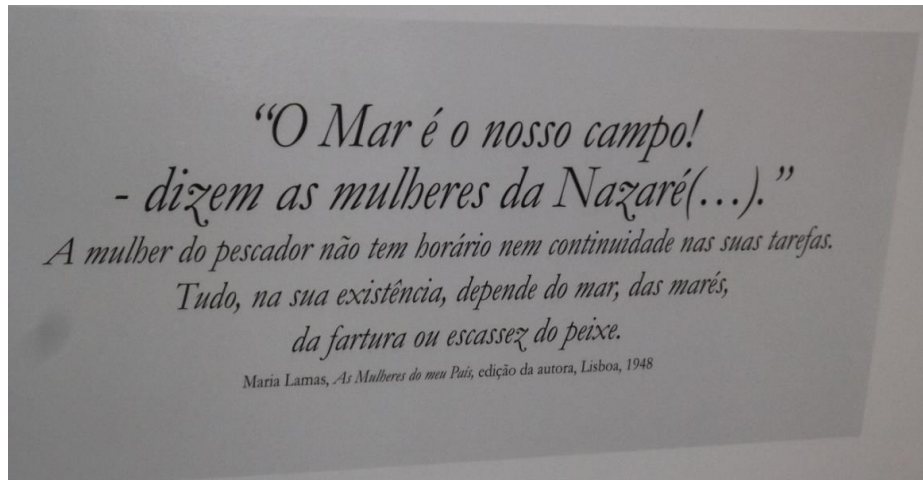 “O Mar é o nosso campo!
- dizem as mulheres da Nazaré(...).”
A mulher do pescador não tem horário nem continuidade nas suas tarefas.
Tudo, na sua existência, depende do mar, das marés,
da fartura ou escassez do peixe.
Maria Lamas, As Mulheres do meu País, edição da autora, Lisboa, 1948